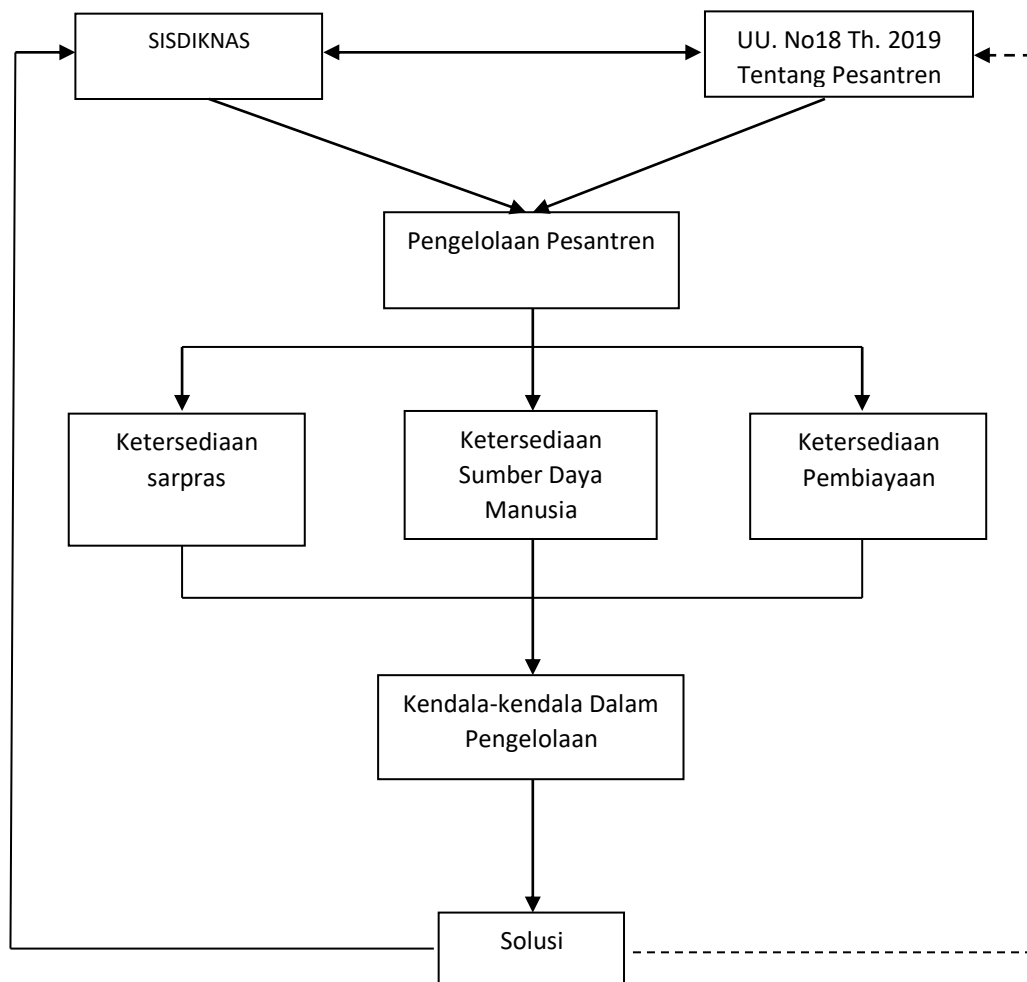 SISDIKNAS
UU. No18 Th. 2019
Tentang Pesantren
Pengelolaan Pesantren
Ketersediaan
sarpras
Ketersediaan
Sumber Daya
Manusia
Ketersediaan
Pembiayaan
Kendala-kendala Dalam
Pengelolaan
Solusi